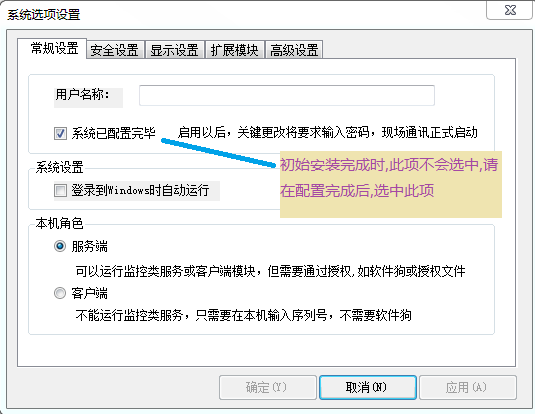 系统选项设置
常规设置 安全设置 显示设置 扩展模块 高级设置
用户名称:
系统已配置完毕 启用以后，关键更改将要求输入密码，现场通讯正式启动
初始安装完成时,此项不会选中,请
在配置完成后,选中此项
系统设置
登录到Windows时自动运行
本机角色
服务端
可以运行监控类服务或客户端模块，但需要通过授权,如软件狗或授权文件
客户端
不能运行监控类服务，只需要在本机输入序列号，不需要软件狗
确定(Y) 取消(N) 应用(A)